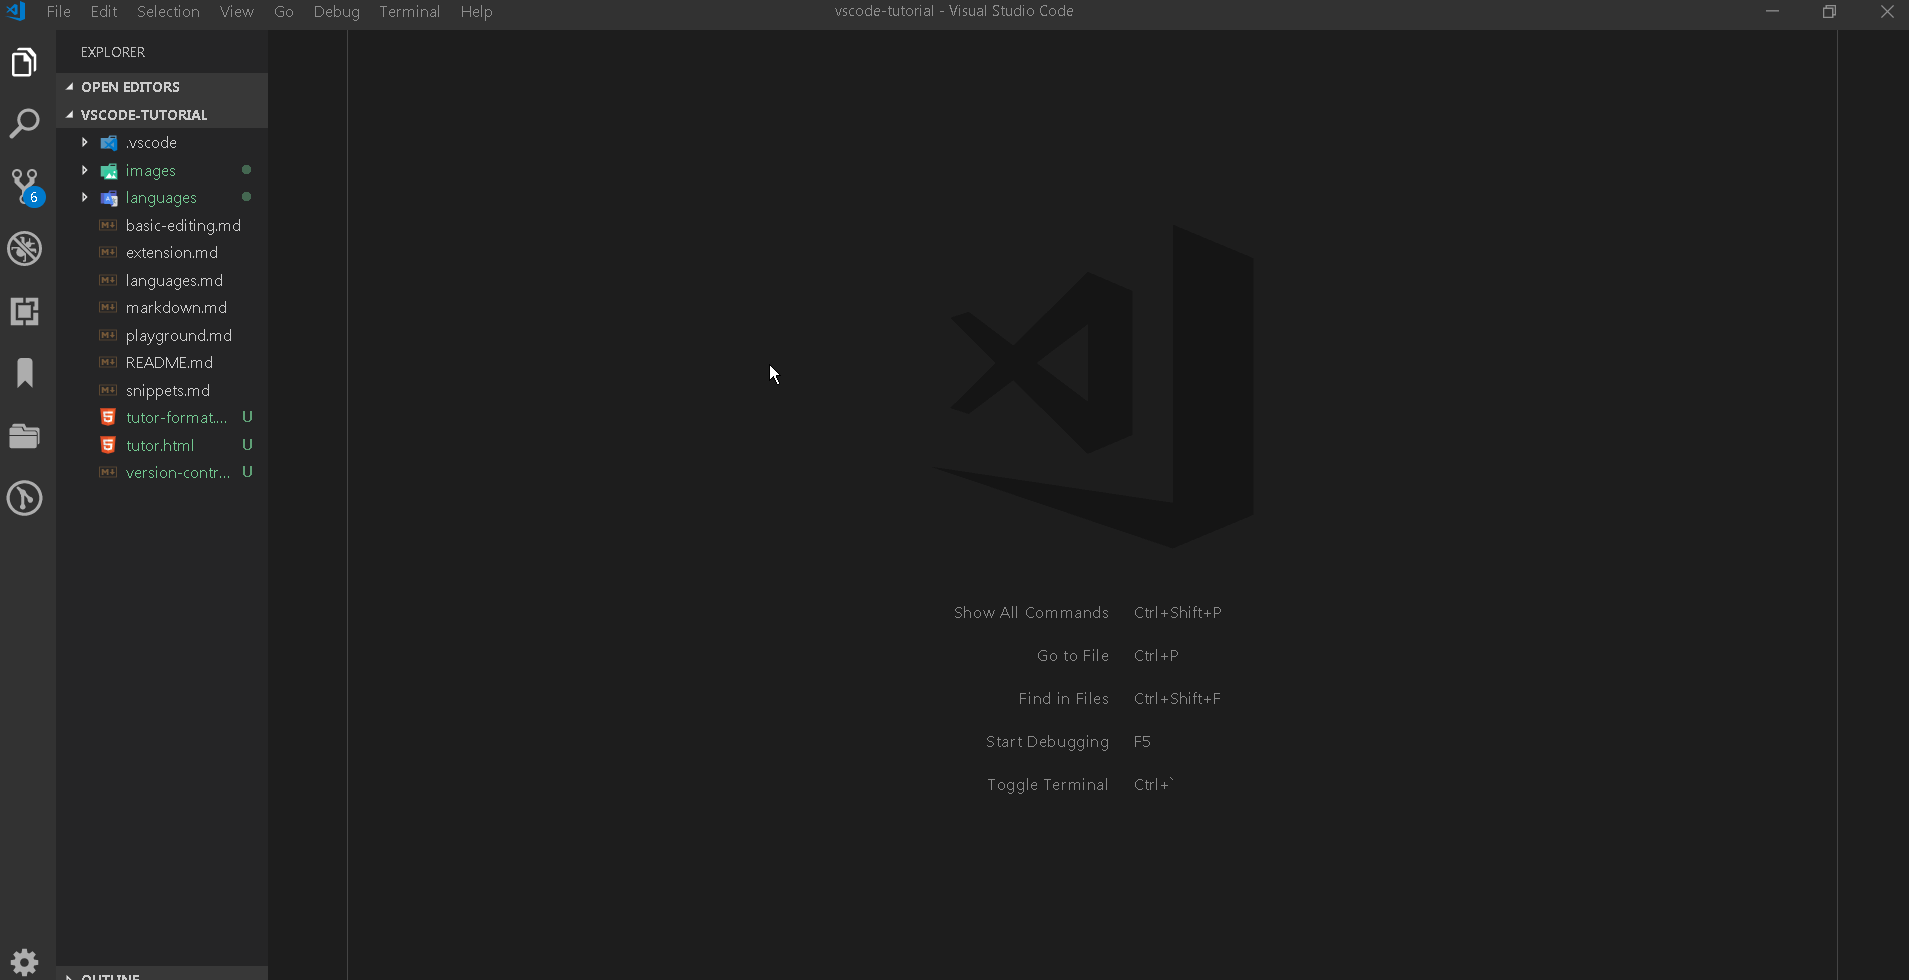 File Edit Selection View Go Debug Terminal Help
vscode-tutorial - Visual Studio Code
EXPLORER
OPEN EDITORS
VSCODE-TUTORIAL
.vscode
images
languages
6
basic-editing.md
extension.md
languages.md
markdown.md
playground.md
README.md
snippets.md
tutor-format... U
tutor.html U
version-contr... U
Show All Commands Ctrl+Shift+P
Go to File Ctrl+P
Find in Files Ctrl+Shift+F
Start Debugging F5
Toggle Terminal Ctrl+`
OUTLINE